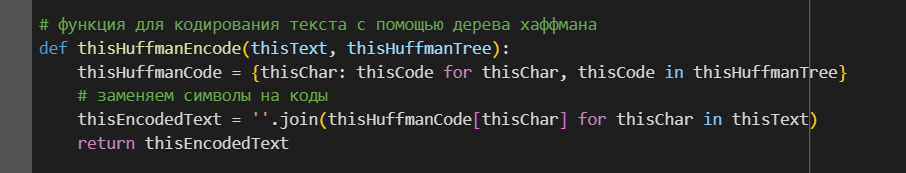 # функция для кодирования текста с помощью дерева хаффмана
def thisHuffmanEncode(thisText, thisHuffmanTree):
    thisHuffmanCode = {thisChar: thisCode for thisChar, thisCode in thisHuffmanTree}
    # заменяем символы на коды
    thisEncodedText = ''.join(thisHuffmanCode[thisChar] for thisChar in thisText)
    return thisEncodedText